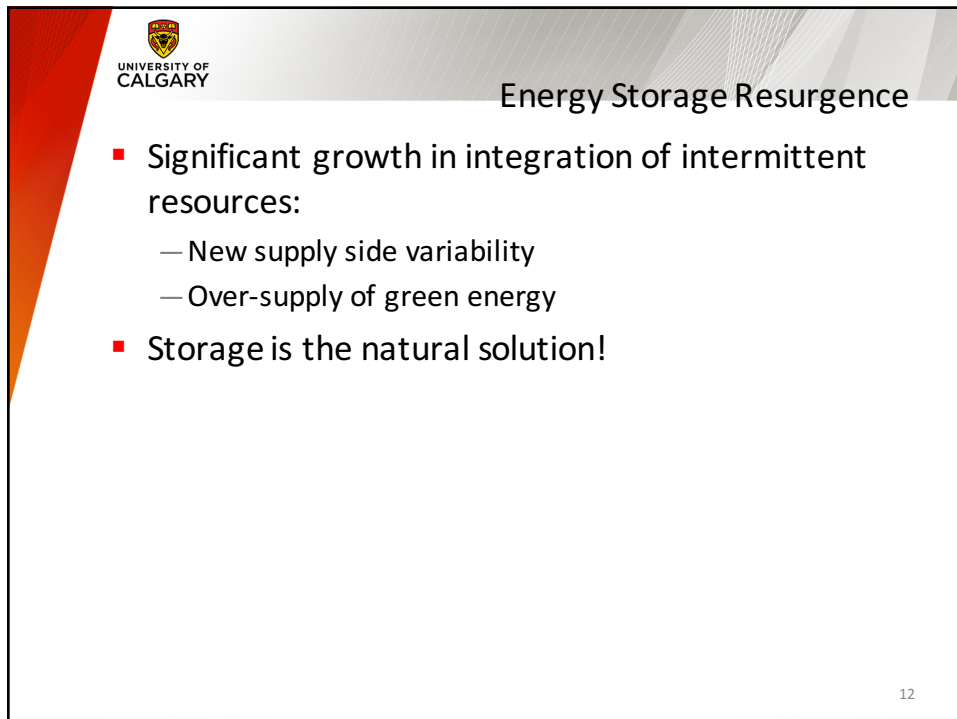 UNIVERSITY OF
CALGARY
Energy Storage Resurgence
▪ Significant growth in integration of intermittent
resources:
— New supply side variability
— Over-supply of green energy
▪ Storage is the natural solution!
12